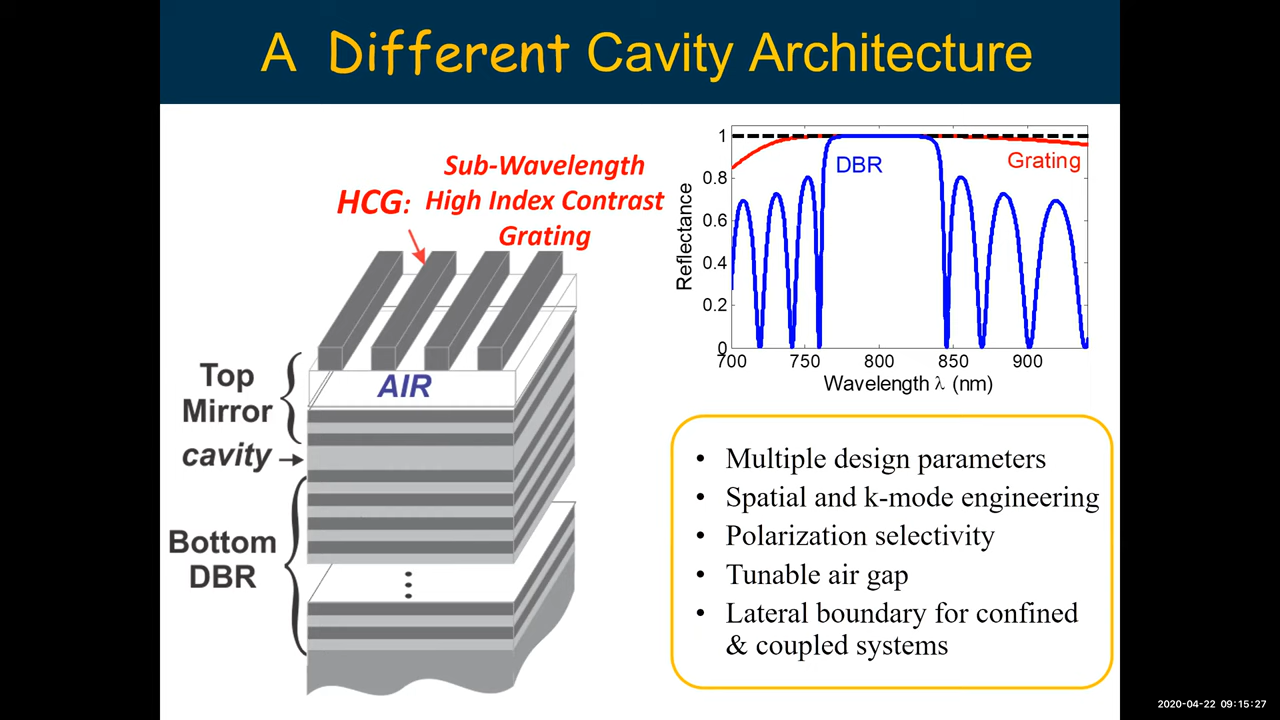 A Different Cavity Architecture
HCG:
Sub-Wavelength
High Index Contrast
Grating
AIR
Top
Mirror
cavity
Bottom
DBR
1
0.8
0.6
0.4
0.2
0
Reflectance
DBR
Grating
700 750 800 850 900
Wavelength λ (nm)
• Multiple design parameters
• Spatial and k-mode engineering
• Polarization selectivity
• Tunable air gap
• Lateral boundary for confined
& coupled systems
2020-04-22 09:15:27